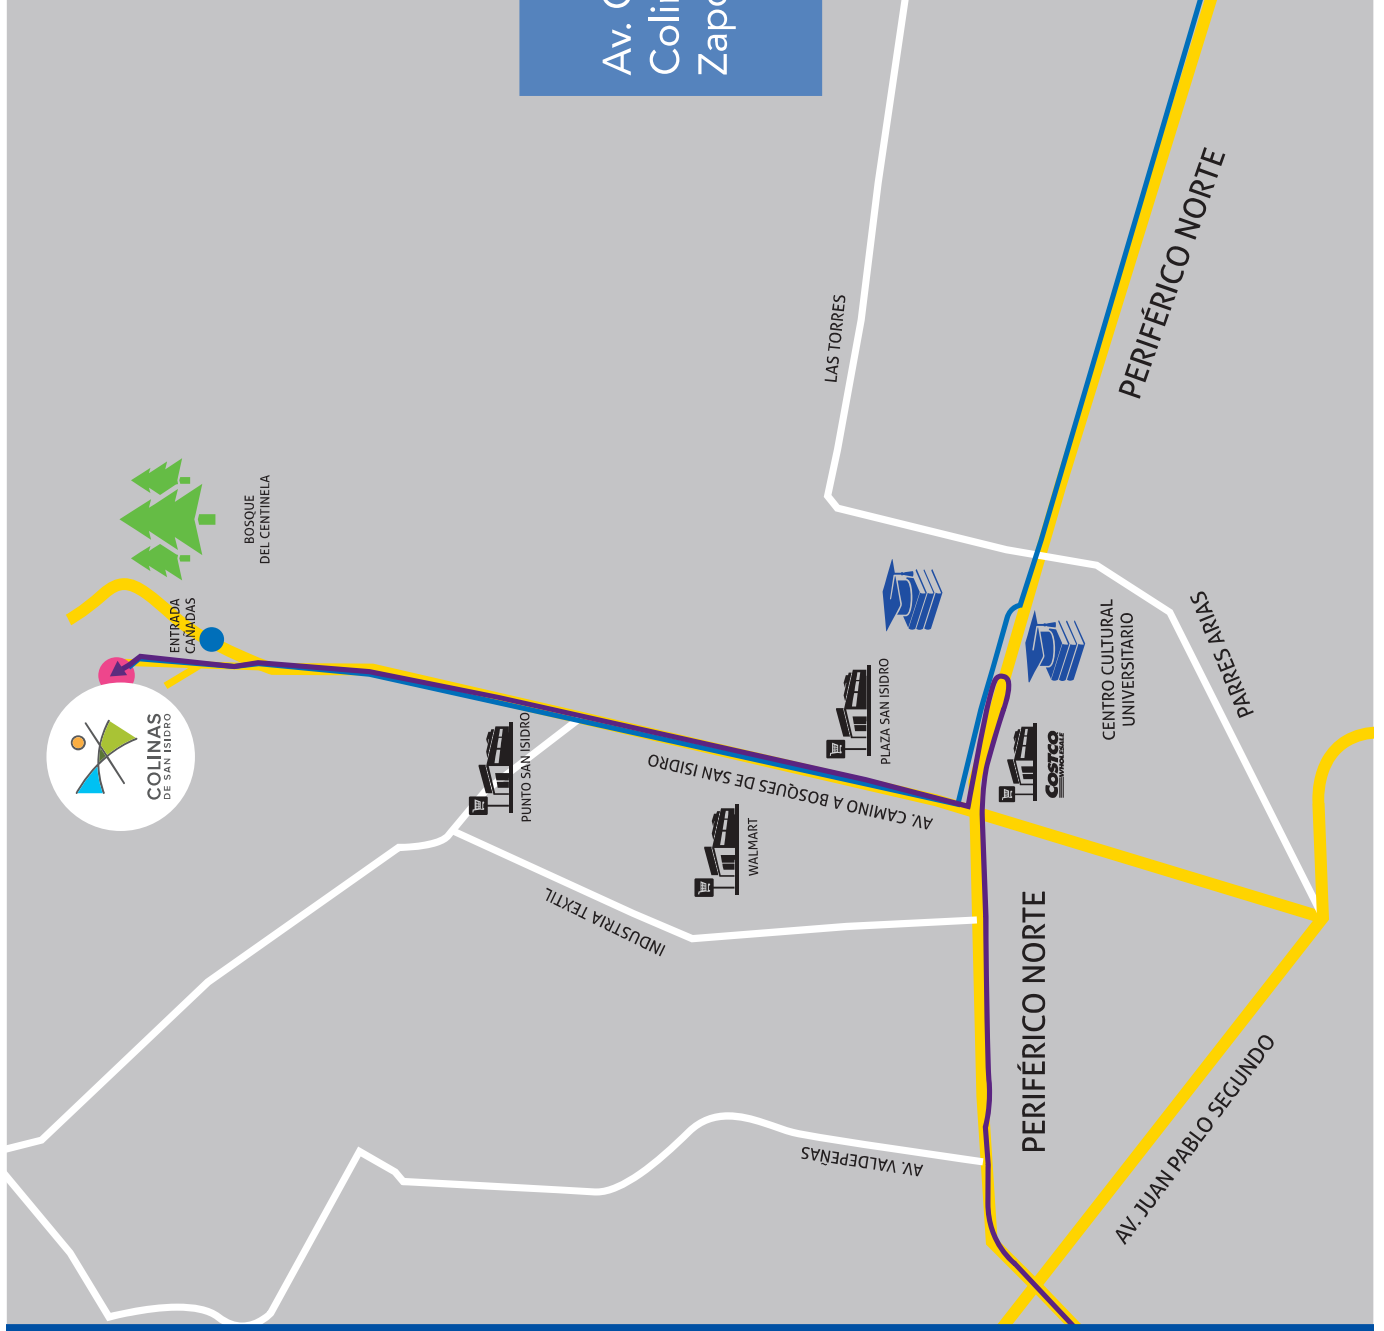 Av.
Coli
Zap
LAS TORRES
PERIFÉRICO NORTE
BOSQUE
DEL CENTINELA
ENTRADA
CAÑADAS
COLINAS
DE SAN ISIDRO
PUNTO SAN ISIDRO
PLAZA SAN ISIDRO
AV. CAMINO A BOSQUES DE SAN ISIDRO
WALMART
COSTCO
WHOLESALE
CENTRO CULTURAL
UNIVERSITARIO
PARRES ARIAS
INDUSTRIA TEXTIL
PERIFÉRICO NORTE
AV. VALDEPEÑAS
AV. JUAN PABLO SEGUNDO